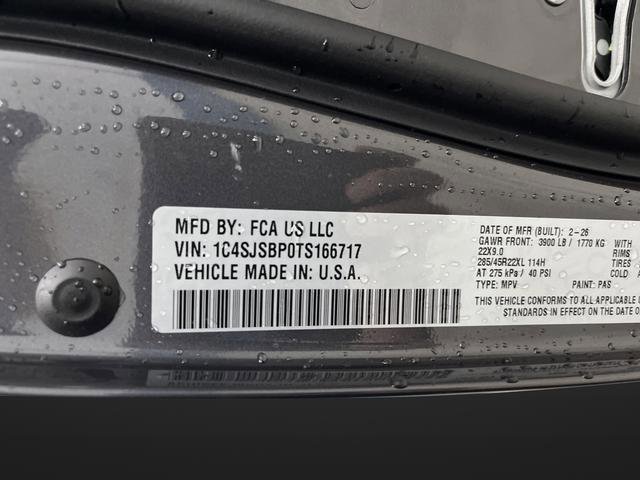 MFD BY: FCA US LLC
VIN: 1C4SJSBP0TS166717
VEHICLE MADE IN: U.S.A.
DATE OF MFR (BUILT): 2-26
GAWR FRONT: 3900 LB / 1770 KG WITH
22X9.0 RIMS
285/45R22XL 114H TIRES
AT 275 kPa / 40 PSI COLD
TYPE: MPV PAINT: PAS
THIS VEHICLE CONFORMS TO ALL APPLICABLE
STANDARDS IN EFFECT ON THE DATE OF